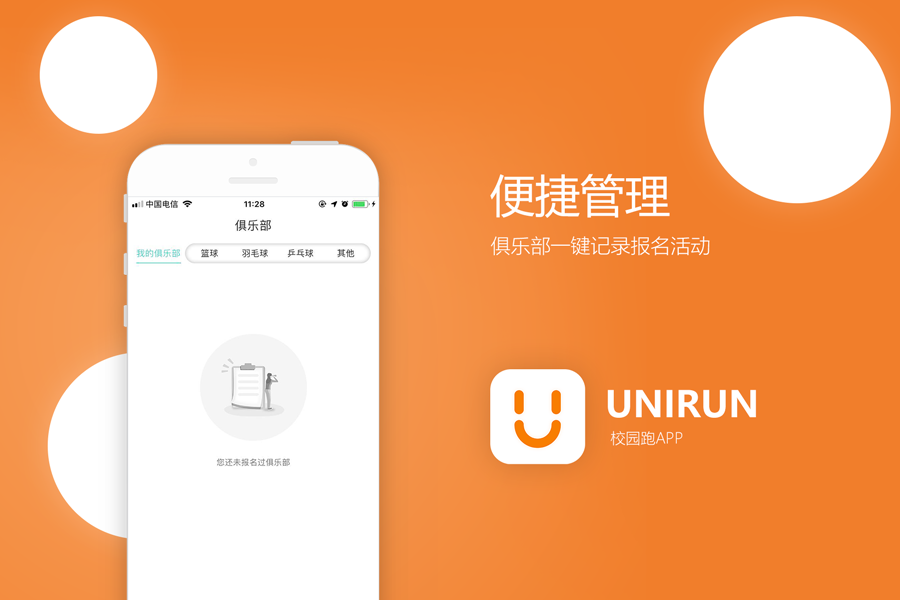 中国电信
11:28
俱乐部
我的俱乐部
篮球
羽毛球
乒乓球
其他
您还未报名过俱乐部
便捷管理
俱乐部一键记录报名活动
UNIRUN
校园跑APP